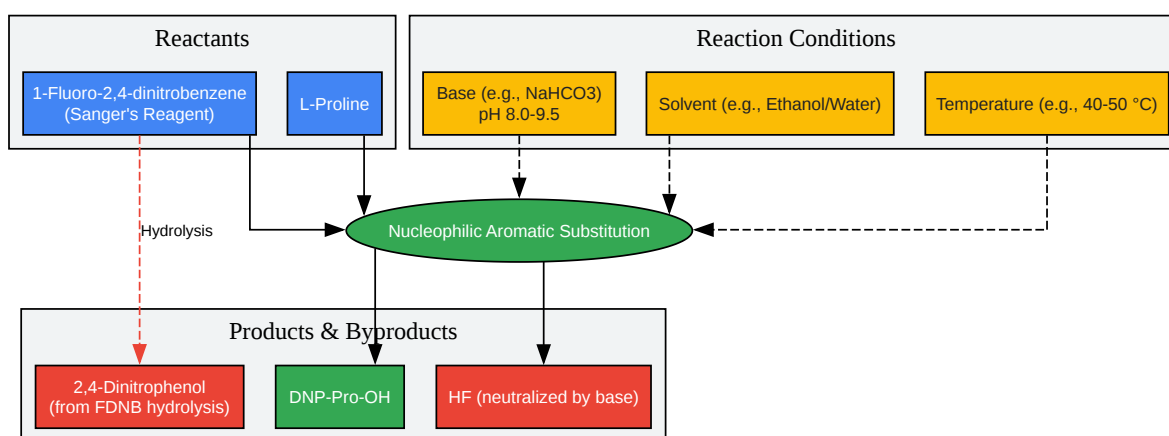 Reactants
Reaction Conditions
1-Fluoro-2,4-dinitrobenzene
(Sanger's Reagent)
L-Proline
Base (e.g., NaHCO3)
pH 8.0-9.5
Solvent (e.g., Ethanol/Water)
Temperature (e.g., 40-50 °C)
Hydrolysis
Nucleophilic Aromatic Substitution
Products & Byproducts
2,4-Dinitrophenol
(from FDNB hydrolysis)
DNP-Pro-OH
HF (neutralized by base)